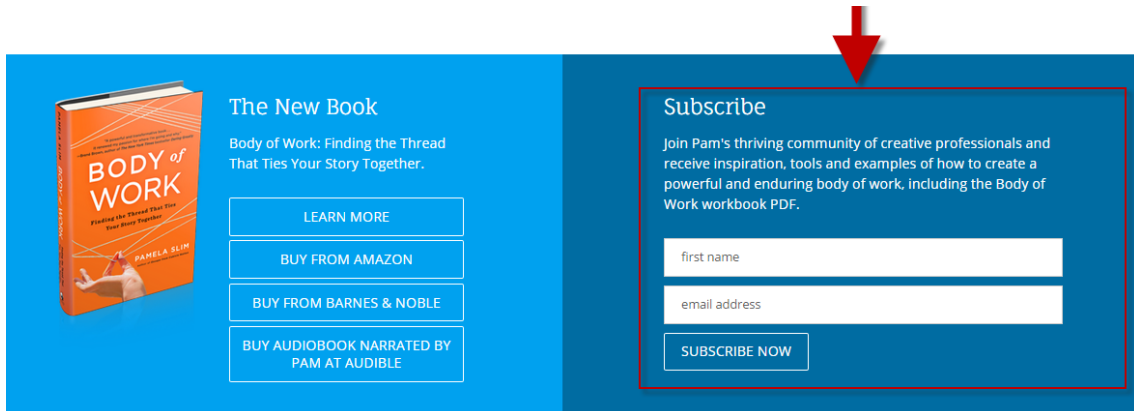 BODY of
WORK
Finding the Thread That Ties
Your Story Together
PAMELA SLIM
The New Book
Body of Work: Finding the Thread
That Ties Your Story Together.
LEARN MORE
BUY FROM AMAZON
BUY FROM BARNES & NOBLE
BUY AUDIOBOOK NARRATED BY
PAM AT AUDIBLE
Subscribe
Join Pam's thriving community of creative professionals and
receive inspiration, tools and examples of how to create a
powerful and enduring body of work, including the Body of
Work workbook PDF.
first name
email address
SUBSCRIBE NOW